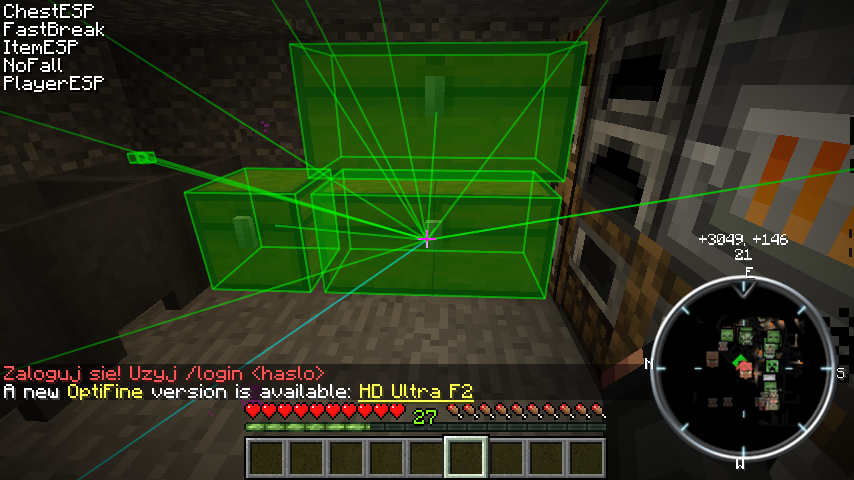 ChestESP
FastBreak
ItemESP
NoFall
PlayerESP
+3049, +146
21
E
N
S
W
Zaloguj sie! Uzyj /login <haslo>
A new OptiFine version is available: HD Ultra F2
27